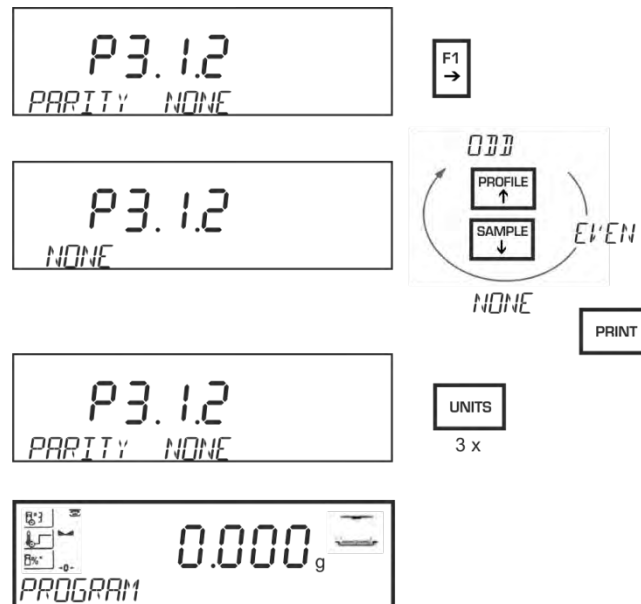 P3.1.2
PARITY NONE
F1
→
P3.1.2
NONE
ODD
PROFILE
↑
SAMPLE
↓
EVEN
NONE
PRINT
P3.1.2
PARITY NONE
UNITS
3 x
0.000 g
-0-
PROGRAM